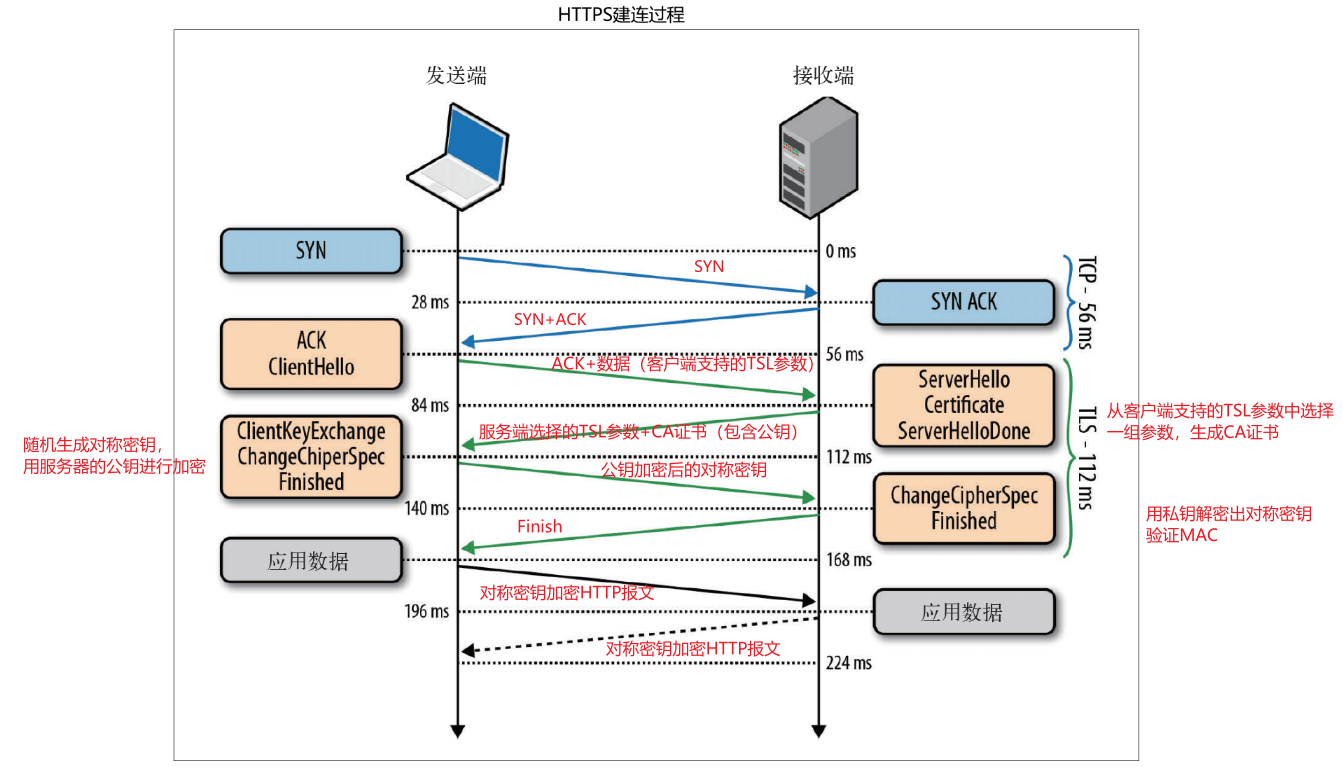 HTTPS建连过程
发送端
接收端
SYN
0 ms
SYN
28 ms
SYN ACK
TCP - 56 ms
SYN+ACK
ACK
ClientHello
56 ms
ACK+数据（客户端支持的TSL参数）
84 ms
ServerHello
Certificate
ServerHelloDone
从客户端支持的TSL参数中选择
一组参数，生成CA证书
TLS - 112 ms
服务端选择的TSL参数+CA证书（包含公钥）
随机生成对称密钥，
用服务器的公钥进行加密
ClientKeyExchange
ChangeChiperSpec
Finished
112 ms
公钥加密后的对称密钥
140 ms
ChangeCipherSpec
Finished
用私钥解密出对称密钥
验证MAC
Finish
应用数据
168 ms
对称密钥加密HTTP报文
196 ms
应用数据
对称密钥加密HTTP报文
224 ms